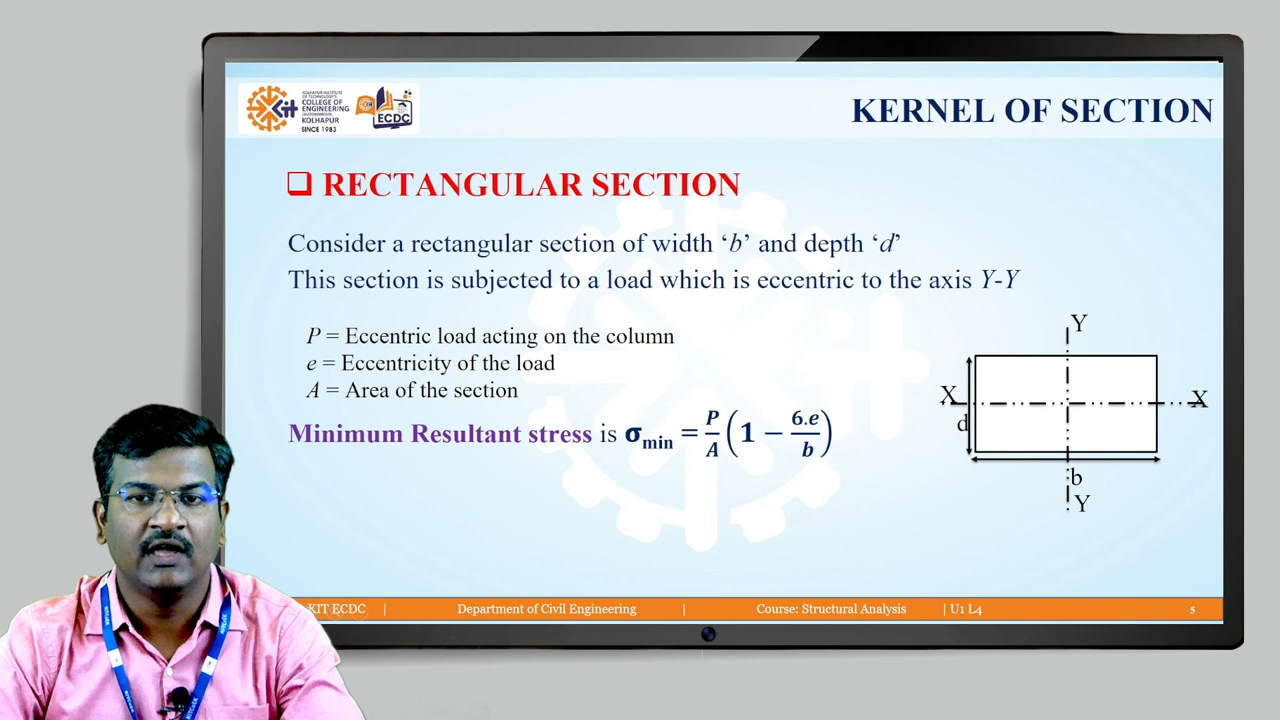 KOLHAPUR INSTITUTE
OF TECHNOLOGY'S
COLLEGE OF
ENGINEERING
(AUTONOMOUS),
KOLHAPUR
SINCE 1983
KIT
ECDC
KERNEL OF SECTION
❑ RECTANGULAR SECTION
Consider a rectangular section of width ‘b’ and depth ‘d’
This section is subjected to a load which is eccentric to the axis Y-Y
P = Eccentric load acting on the column
e = Eccentricity of the load
A = Area of the section
Minimum Resultant stress is σmin = P/A (1 − 6.e/b)
Y
X
X
d
b
Y
KIT ECDC | Department of Civil Engineering | Course: Structural Analysis | U1 L4 5